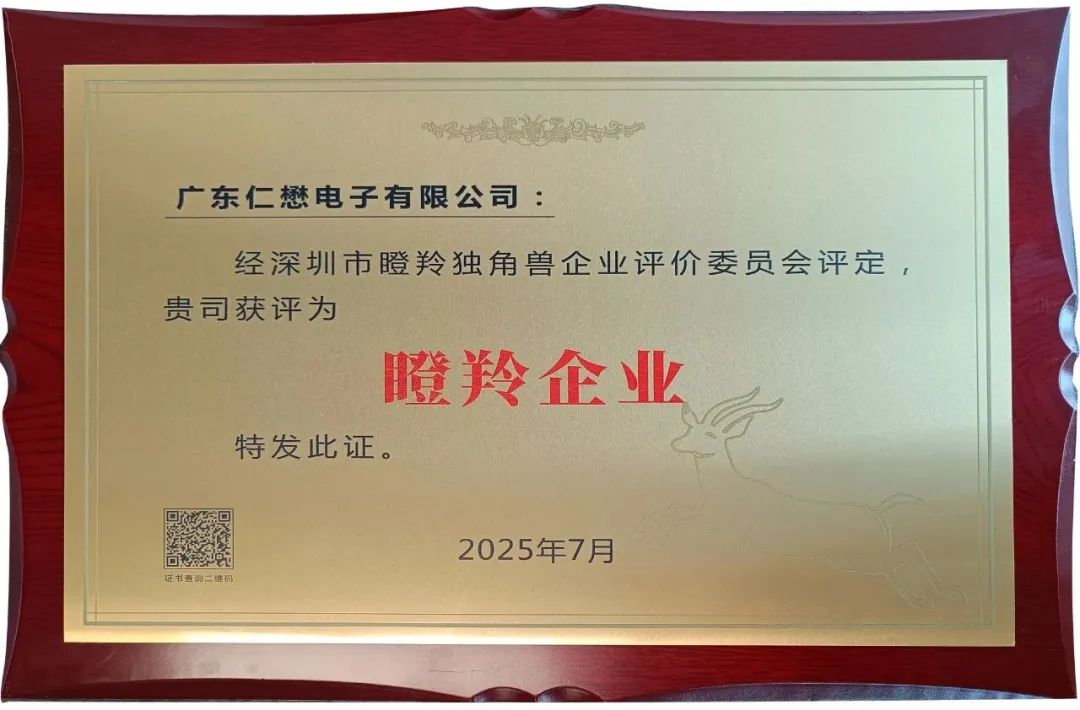 广东仁懋电子有限公司：
经深圳市瞪羚独角兽企业评价委员会评定，
贵司获评为
瞪羚企业
特发此证。
2025年7月
证书查询二维码